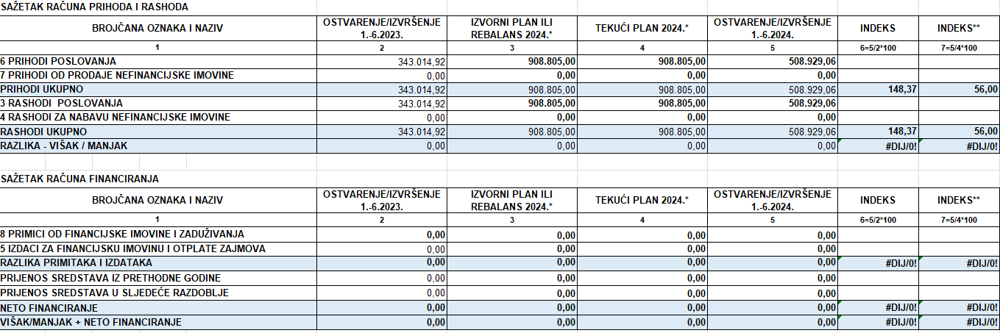 SAŽETAK RAČUNA PRIHODA I RASHODA
BROJČANA OZNAKA I NAZIV OSTVARENJE/IZVRŠENJE 1.-6.2023. IZVORNI PLAN ILI REBALANS 2024.* TEKUĆI PLAN 2024.* OSTVARENJE/IZVRŠENJE 1.-6.2024. INDEKS INDEKS**
1 2 3 4 5 6=5/2*100 7=5/4*100
6 PRIHODI POSLOVANJA 343.014,92 908.805,00 908.805,00 508.929,06
7 PRIHODI OD PRODAJE NEFINANCIJSKE IMOVINE 0,00 0,00 0,00 0,00
PRIHODI UKUPNO 343.014,92 908.805,00 908.805,00 508.929,06 148,37 56,00
3 RASHODI POSLOVANJA 343.014,92 908.805,00 908.805,00 508.929,06
4 RASHODI ZA NABAVU NEFINANCIJSKE IMOVINE 0,00 0,00 0,00 0,00
RASHODI UKUPNO 343.014,92 908.805,00 908.805,00 508.929,06 148,37 56,00
RAZLIKA - VIŠAK / MANJAK 0,00 0,00 0,00 0,00 #DIJ/0! #DIJ/0!
SAŽETAK RAČUNA FINANCIRANJA
BROJČANA OZNAKA I NAZIV OSTVARENJE/IZVRŠENJE 1.-6.2023. IZVORNI PLAN ILI REBALANS 2024.* TEKUĆI PLAN 2024.* OSTVARENJE/IZVRŠENJE 1.-6.2024. INDEKS INDEKS**
1 2 3 4 5 6=5/2*100 7=5/4*100
8 PRIMICI OD FINANCIJSKE IMOVINE I ZADUŽIVANJA 0,00 0,00 0,00 0,00
5 IZDACI ZA FINANCIJSKU IMOVINU I OTPLATE ZAJMOVA 0,00 0,00 0,00 0,00
RAZLIKA PRIMITAKA I IZDATAKA 0,00 0,00 0,00 0,00 #DIJ/0! #DIJ/0!
PRIJENOS SREDSTAVA IZ PRETHODNE GODINE 0,00 0,00 0,00 0,00
PRIJENOS SREDSTAVA U SLJEDEĆE RAZDOBLJE 0,00 0,00 0,00 0,00
NETO FINANCIRANJE 0,00 0,00 0,00 0,00 #DIJ/0! #DIJ/0!
VIŠAK/MANJAK + NETO FINANCIRANJE 0,00 0,00 0,00 0,00 #DIJ/0! #DIJ/0!